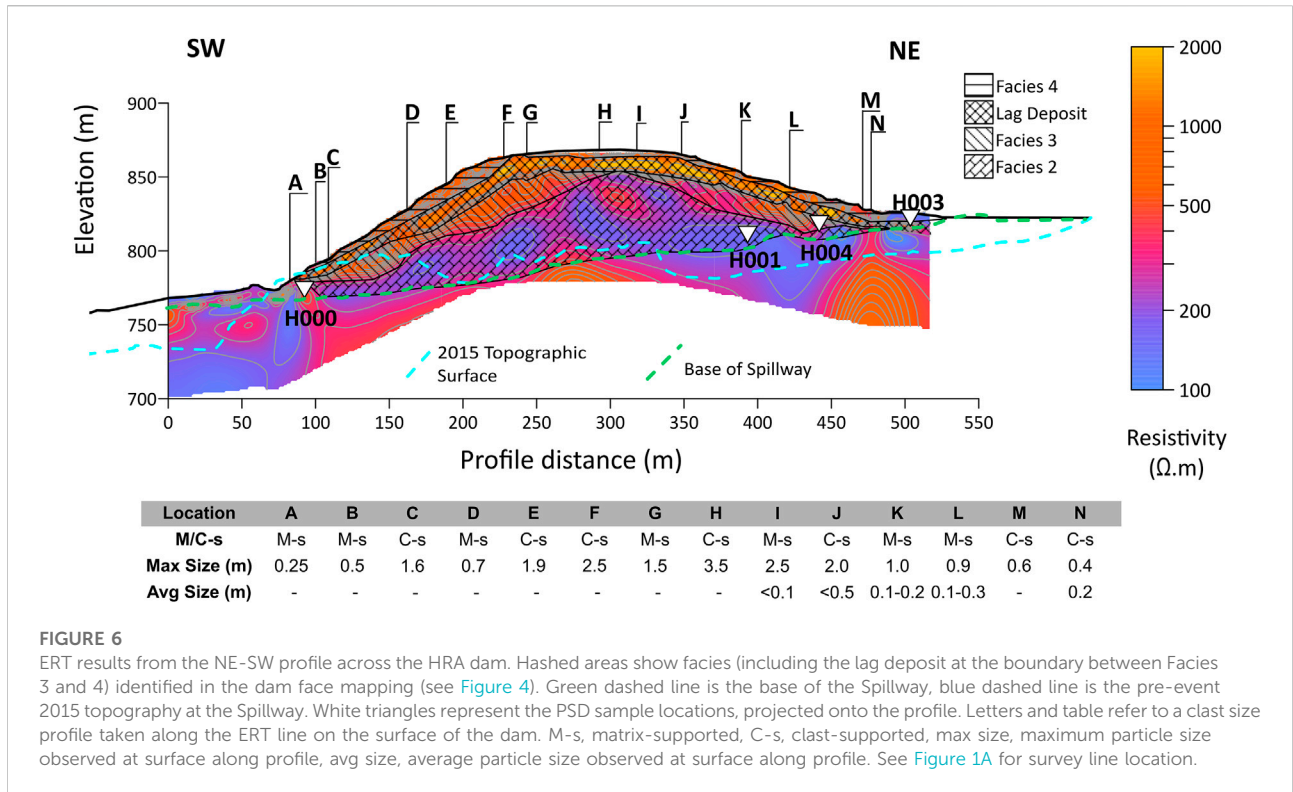 SW
NE
Elevation (m)
900
850
800
750
700
A
B
C
D
E
F
G
H
I
J
K
L
M
N
H000
H001
H004
H003
Facies 4
Lag Deposit
Facies 3
Facies 2
2015 Topographic
Surface
Base of Spillway
0 50 100 150 200 250 300 350 400 450 500 550
Profile distance (m)
2000
1000
500
200
100
Resistivity
(Ω.m)
Location A B C D E F G H I J K L M N
M/C-s M-s M-s C-s M-s C-s C-s M-s C-s M-s C-s M-s M-s C-s C-s
Max Size (m) 0.25 0.5 1.6 0.7 1.9 2.5 1.5 3.5 2.5 2.0 1.0 0.9 0.6 0.4
Avg Size (m) - - - - - - - - <0.1 <0.5 0.1-0.2 0.1-0.3 - 0.2
FIGURE 6
ERT results from the NE-SW profile across the HRA dam. Hashed areas show facies (including the lag deposit at the boundary between Facies
3 and 4) identified in the dam face mapping (see Figure 4). Green dashed line is the base of the Spillway, blue dashed line is the pre-event
2015 topography at the Spillway. White triangles represent the PSD sample locations, projected onto the profile. Letters and table refer to a clast size
profile taken along the ERT line on the surface of the dam. M-s, matrix-supported, C-s, clast-supported, max size, maximum particle size
observed at surface along profile, avg size, average particle size observed at surface along profile. See Figure 1A for survey line location.